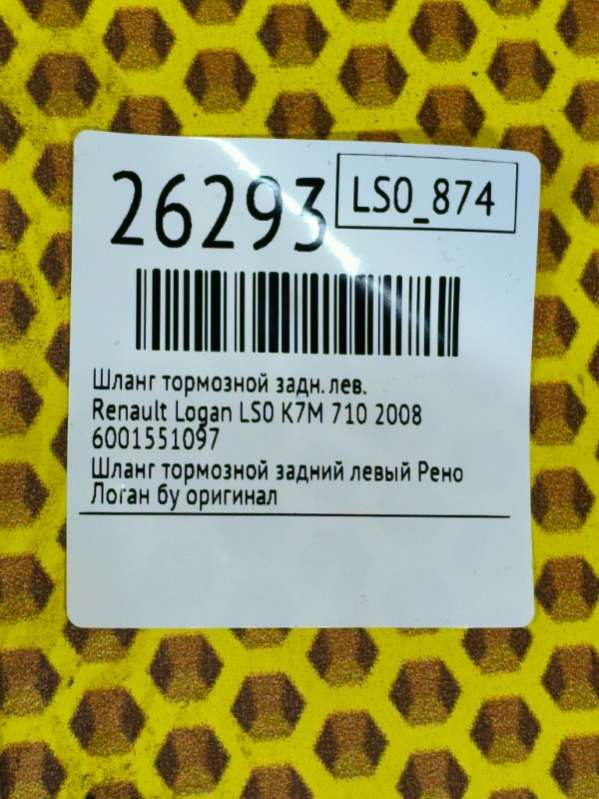 26293
LS0_874
Шланг тормозной задн. лев.
Renault Logan LS0 K7M 710 2008
6001551097
Шланг тормозной задний левый Рено
Логан бу оригинал